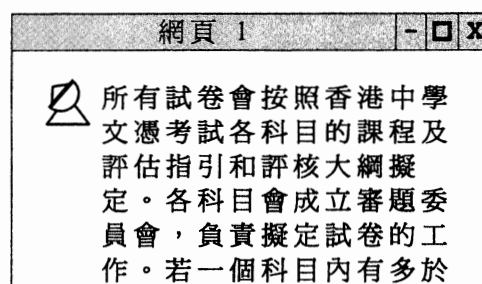 網頁 1
所有試卷會按照香港中學
文憑考試各科目的課程及
評估指引和評核大綱擬
定。各科目會成立審題委
員會，負責擬定試卷的工
作。若一個科目內有多於